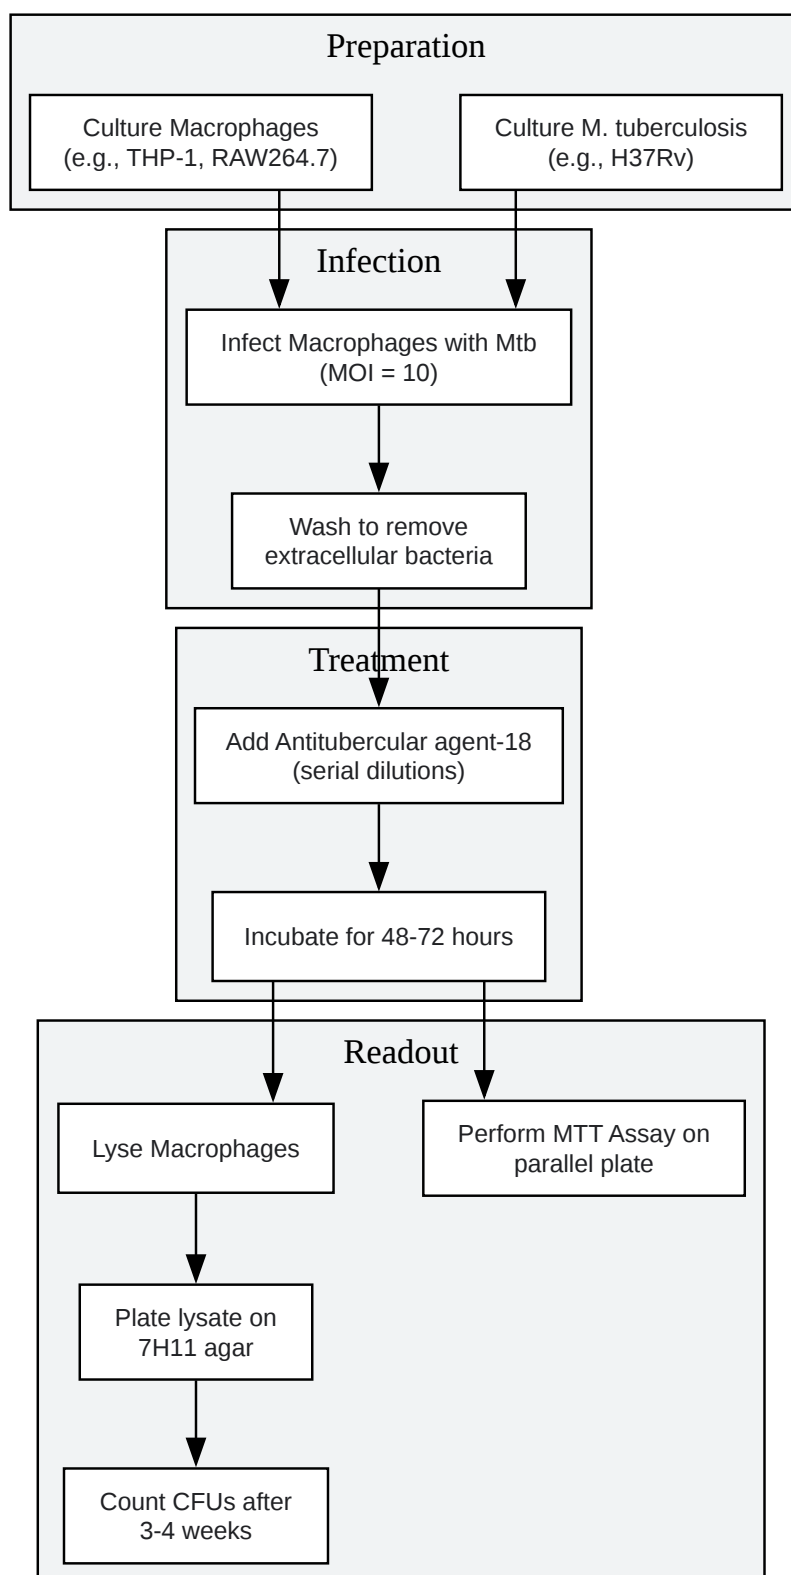 Preparation
Culture Macrophages
(e.g., THP-1, RAW264.7)
Culture M. tuberculosis
(e.g., H37Rv)
Infection
Infect Macrophages with Mtb
(MOI = 10)
Wash to remove
extracellular bacteria
Treatment
Add Antitubercular agent-18
(serial dilutions)
Incubate for 48-72 hours
Readout
Lyse Macrophages
Perform MTT Assay on
parallel plate
Plate lysate on
7H11 agar
Count CFUs after
3-4 weeks